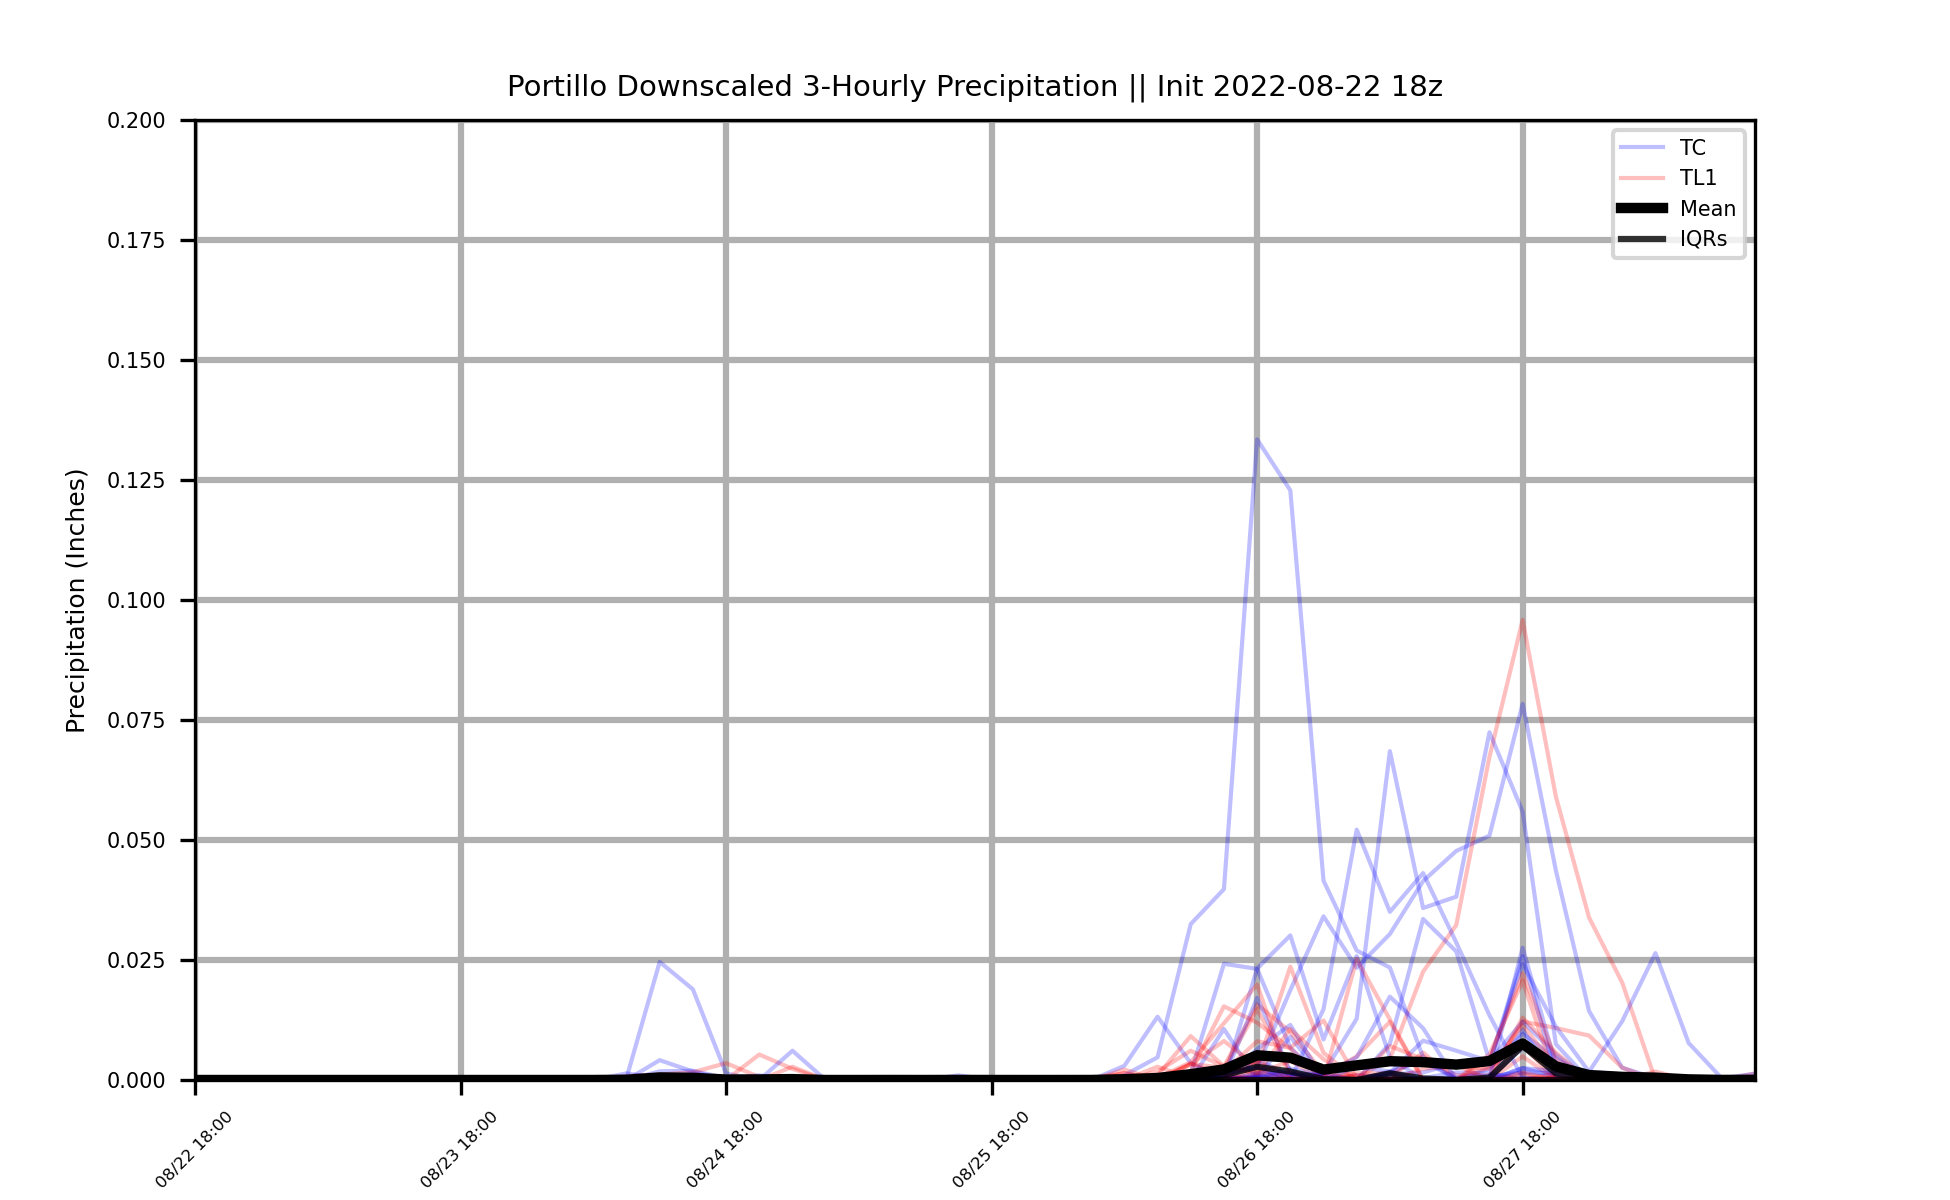 Portillo Downscaled 3-Hourly Precipitation || Init 2022-08-22 18z
TC
TL1
Mean
IQRs
Precipitation (Inches)
0.200
0.175
0.150
0.125
0.100
0.075
0.050
0.025
0.000
08/22 18:00
08/23 18:00
08/24 18:00
08/25 18:00
08/26 18:00
08/27 18:00